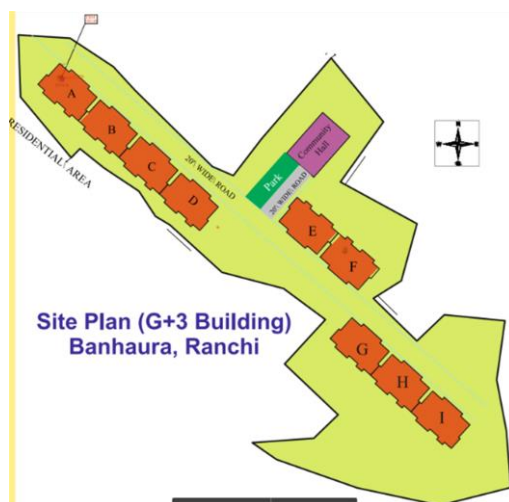 A
B
C
D
RESIDENTIAL AREA
20' WIDE ROAD
Park
Community
Hall
20' WIDE ROAD
E
F
Site Plan (G+3 Building)
Banhaura, Ranchi
G
H
I